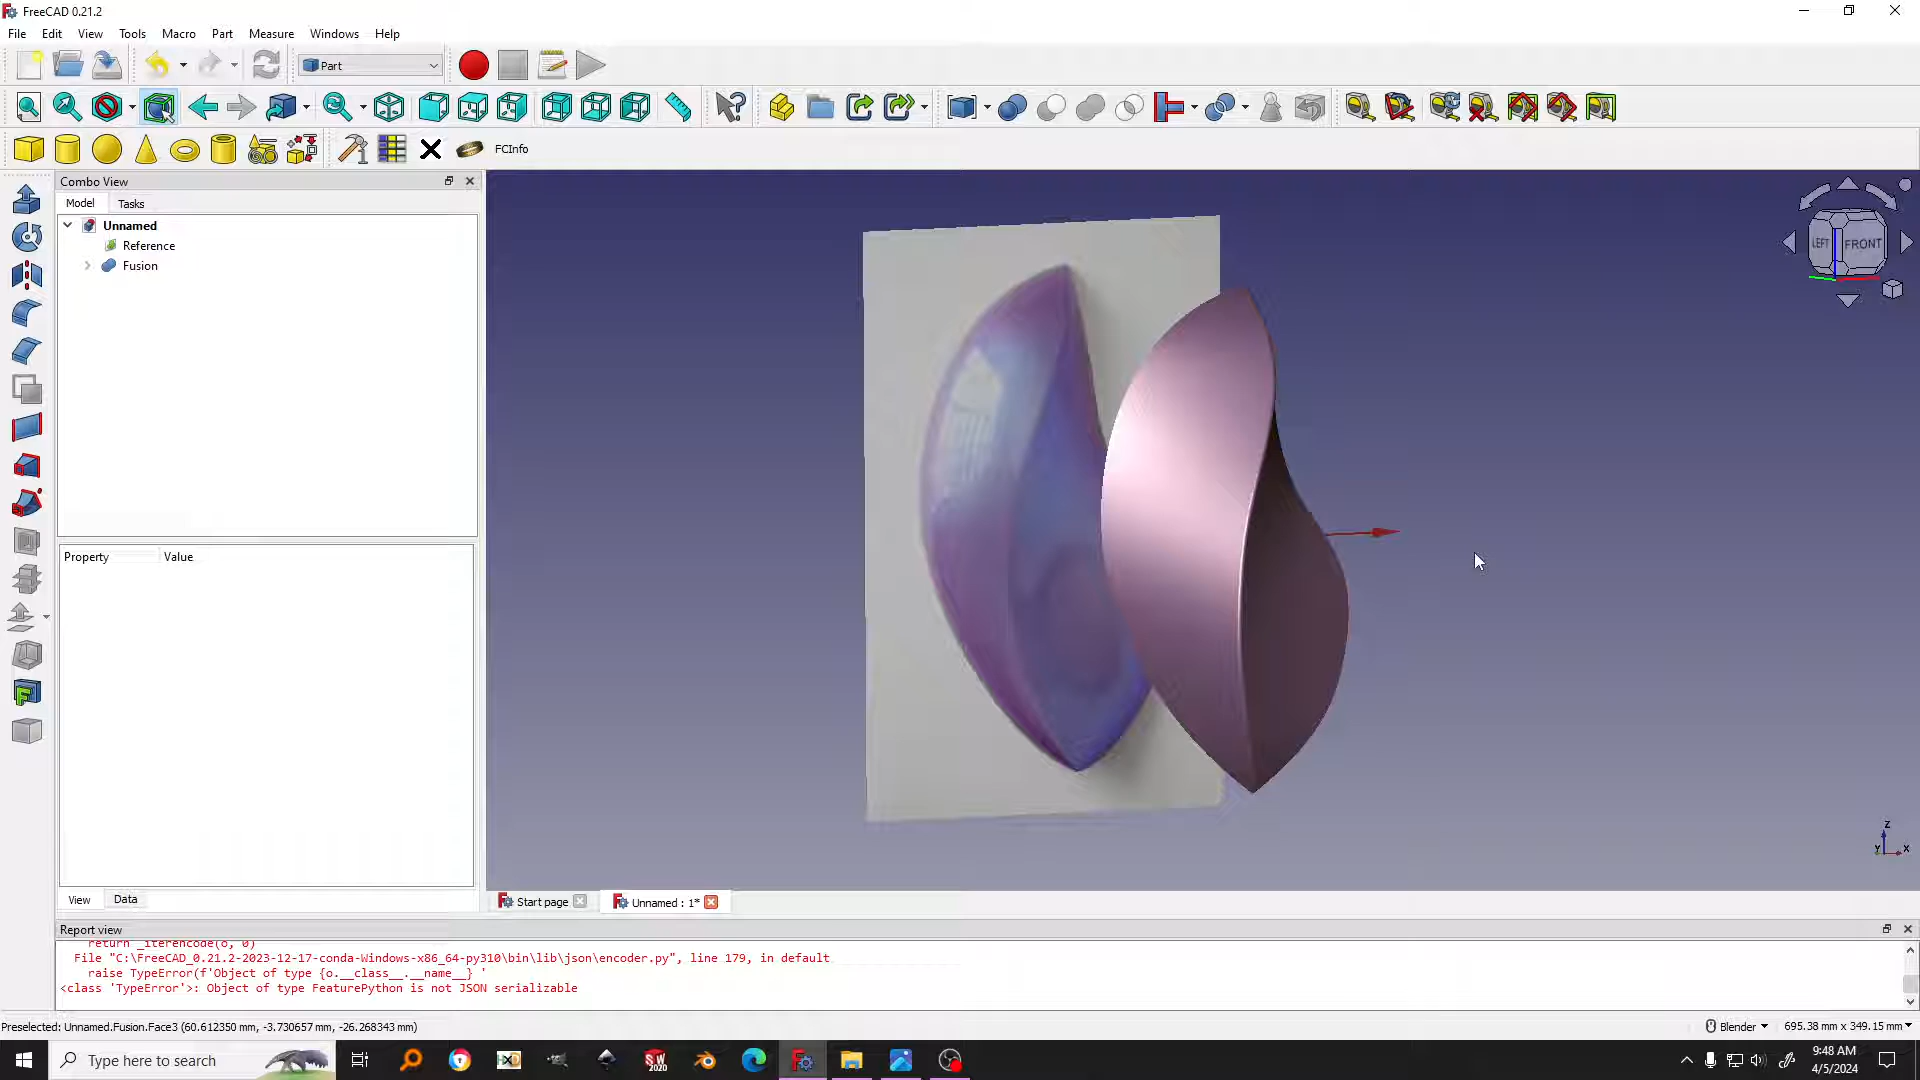 FreeCAD 0.21.2
File Edit View Tools Macro Part Measure Windows Help
Part
FCInfo
Combo View
Model Tasks
Unnamed
Reference
Fusion
Property Value
View Data
LEFT FRONT
Z
Y X
Start page Unnamed : 1*
Report view
return _iterencode(o, 0)
File "C:\FreeCAD_0.21.2-2023-12-17-conda-Windows-x86_64-py310\bin\lib\json\encoder.py", line 179, in default
raise TypeError(f'Object of type {o.__class__.__name__} '
<class 'TypeError'>: Object of type FeaturePython is not JSON serializable
Preselected: Unnamed.Fusion.Face3 (60.612350 mm, -3.730657 mm, -26.268343 mm)
Blender 695.38 mm x 349.15 mm
Type here to search
SW
2020
9:48 AM
4/5/2024